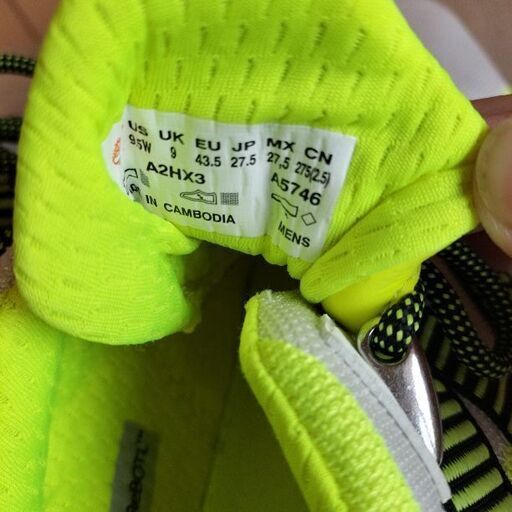 US UK EU JP MX CN
9.5W 9 43.5 27.5 27.5 275(2.5)
A2HX3 A5746
IN CAMBODIA MENS